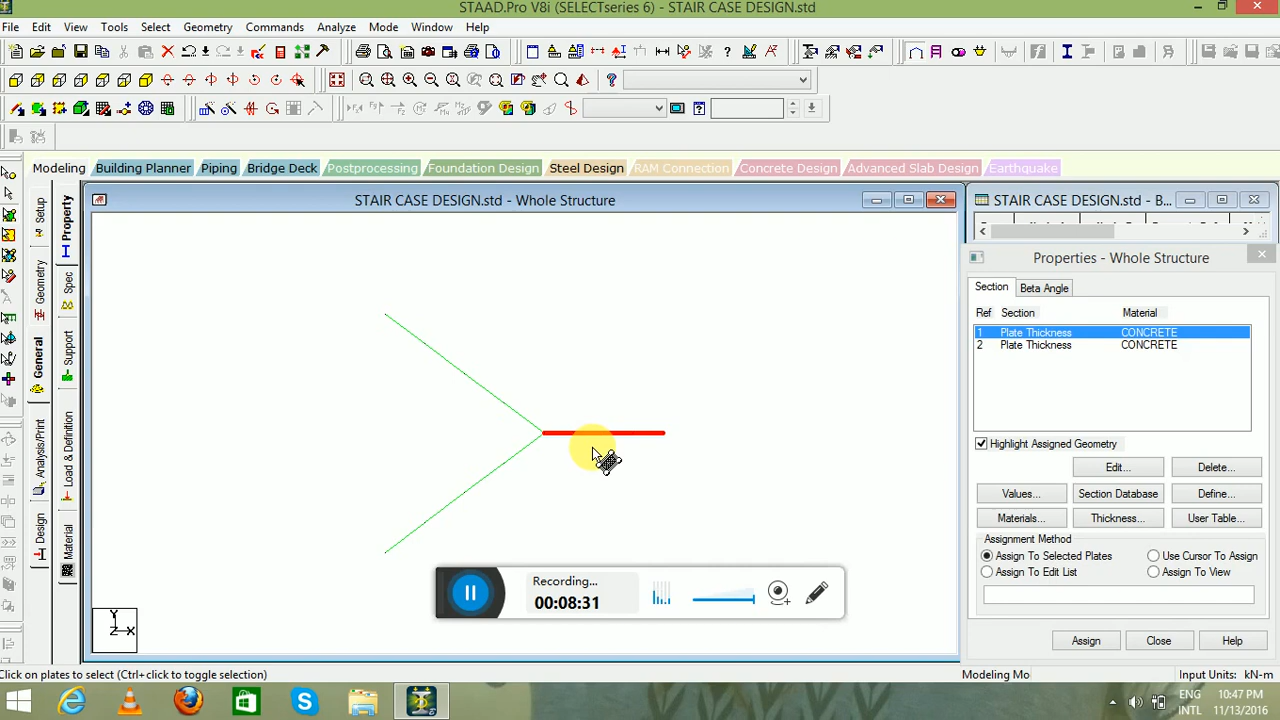 STAAD.Pro V8i (SELECTseries 6) - STAIR CASE DESIGN.std
File Edit View Tools Select Geometry Commands Analyze Mode Window Help
Modeling Building Planner Piping Bridge Deck Postprocessing Foundation Design Steel Design RAM Connection Concrete Design Advanced Slab Design Earthquake
STAIR CASE DESIGN.std - Whole Structure
STAIR CASE DESIGN.std - B...
Setup
Geometry
General
Analysis/Print
Design
Property
Spec
Support
Load & Definition
Material
Properties - Whole Structure
Section Beta Angle
Ref Section Material
1 Plate Thickness CONCRETE
2 Plate Thickness CONCRETE
Highlight Assigned Geometry
Edit... Delete...
Values... Section Database Define...
Materials... Thickness... User Table...
Assignment Method
Assign To Selected Plates Use Cursor To Assign
Assign To Edit List Assign To View
Assign Close Help
Recording...
00:08:31
Y
Z X
Click on plates to select (Ctrl+click to toggle selection) Modeling Mo Input Units: kN-m
ENG 10:47 PM
INTL 11/13/2016